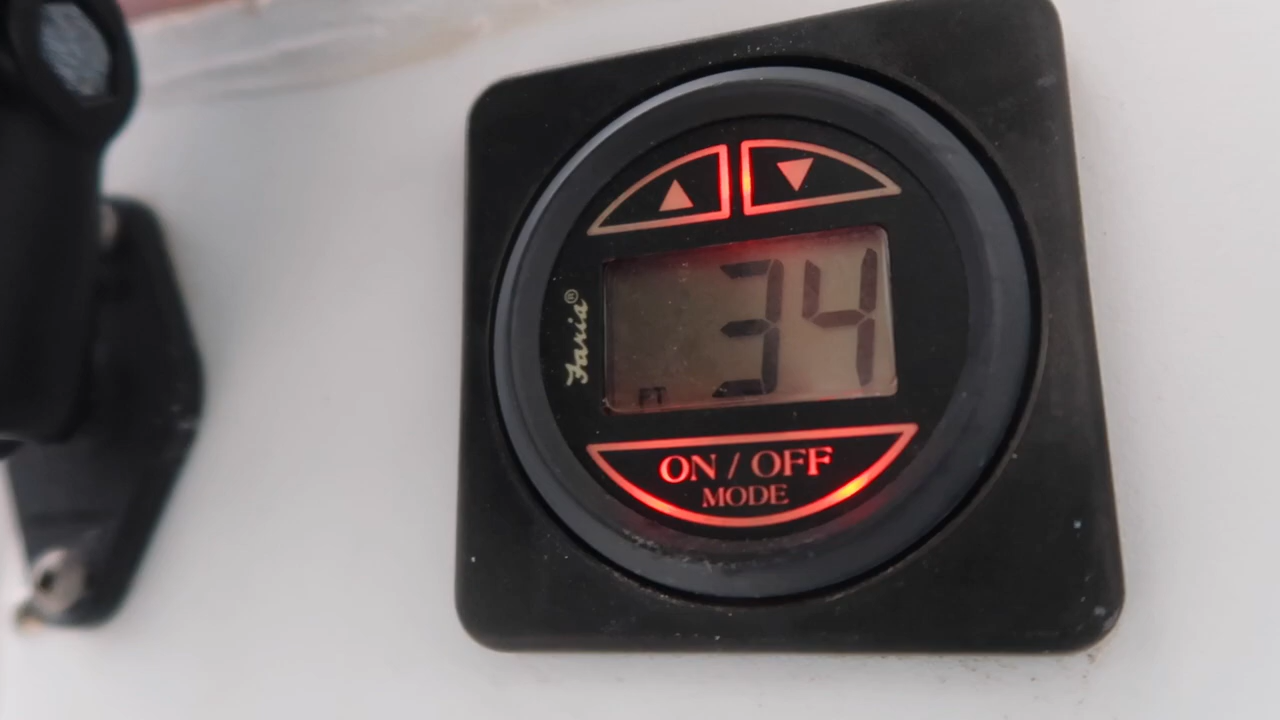 ▲ ▼
Faria®
34
FT
ON / OFF
MODE